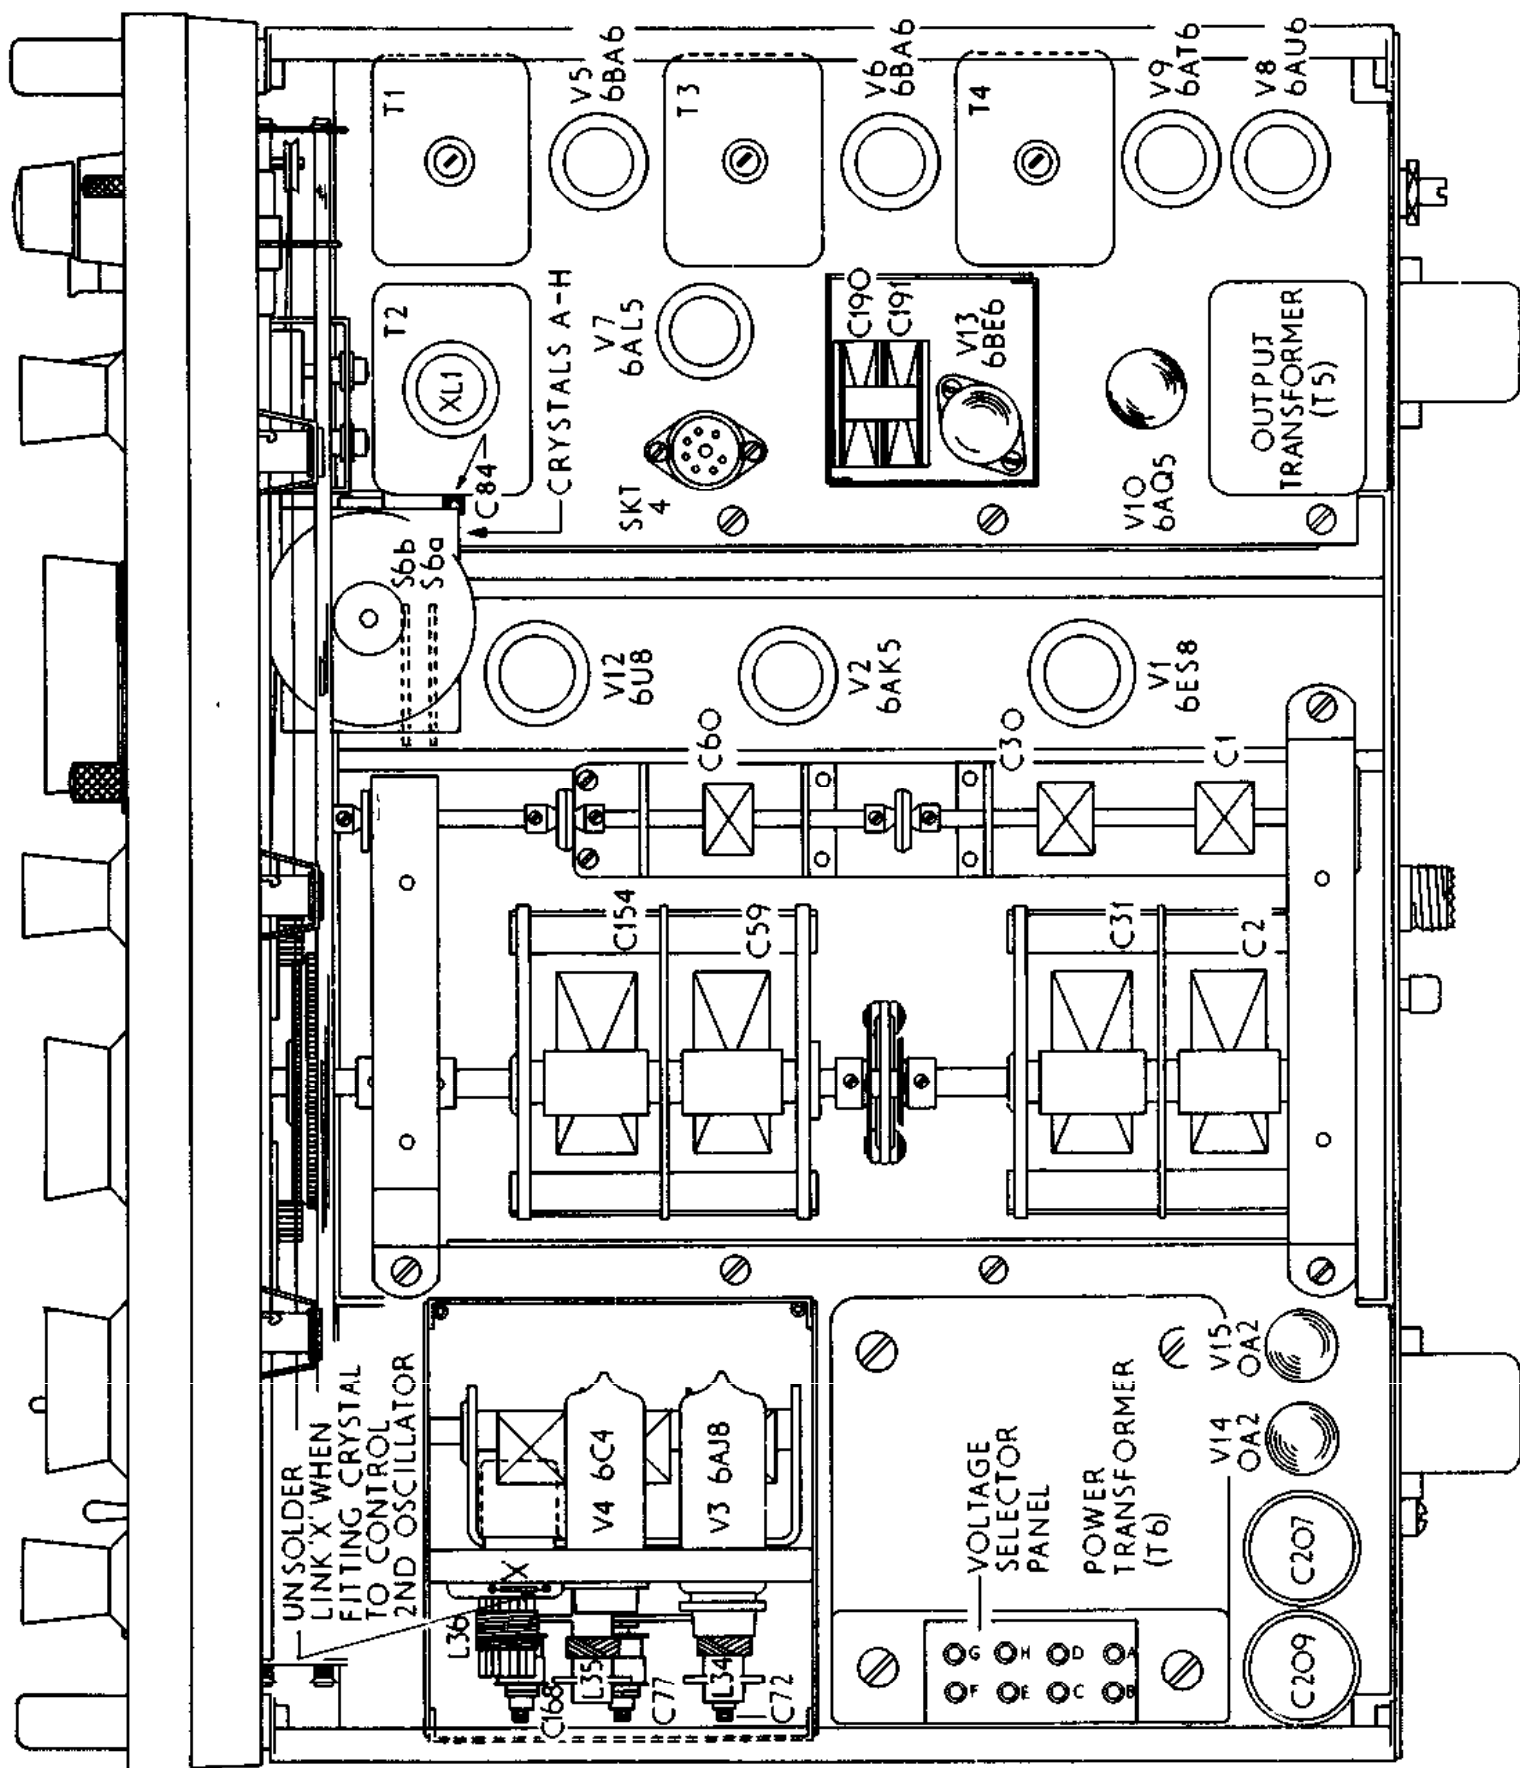 T1
V5
6BA6
T3
V6
6BA6
T4
V9
6AT6
V8
6AU6
T2
XL1
C84
CRYSTALS A-H
V7
6AL5
SKT
4
C190
C191
V13
6BE6
V10
6AQ5
OUTPUT
TRANSFORMER
(T5)
S6b
S6a
V12
6U8
V2
6AK5
V1
6ES8
C60
C30
C1
C154
C59
C31
C2
UNSOLDER
LINK 'X' WHEN
FITTING CRYSTAL
TO CONTROL
2ND OSCILLATOR
X
V4 6C4
V3 6AJ8
L36
L35
L34
C168
C77
C72
VOLTAGE
SELECTOR
PANEL
POWER
TRANSFORMER
(T6)
G H D A
F E C B
V15
OA2
V14
OA2
C207
C209